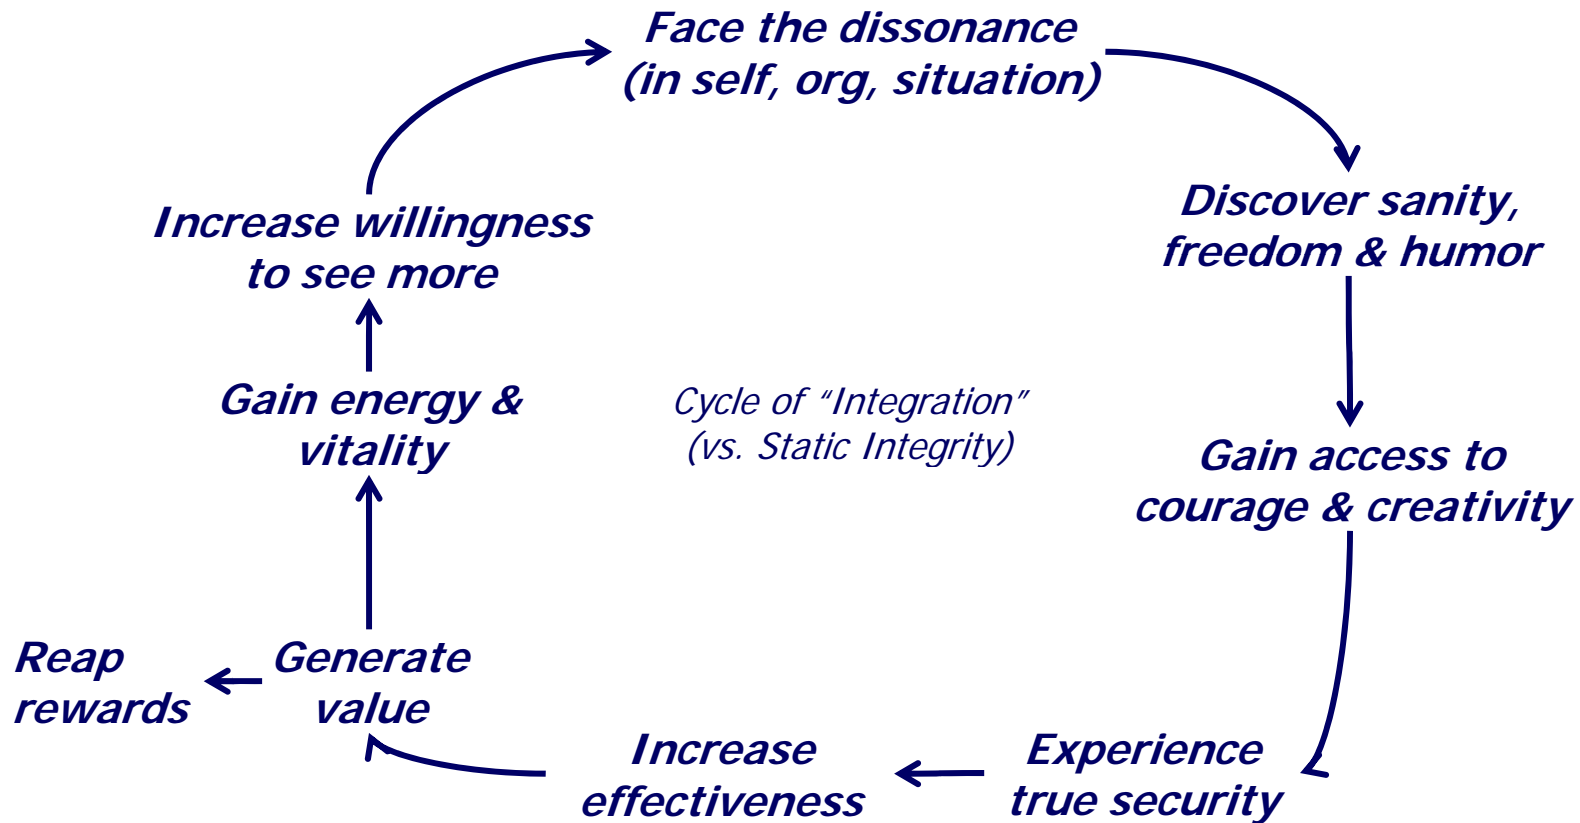 Face the dissonance
(in self, org, situation)
Discover sanity,
freedom & humor
Gain access to
courage & creativity
Experience
true security
Increase
effectiveness
Generate
value
Reap
rewards
Gain energy &
vitality
Increase willingness
to see more
Cycle of “Integration”
(vs. Static Integrity)